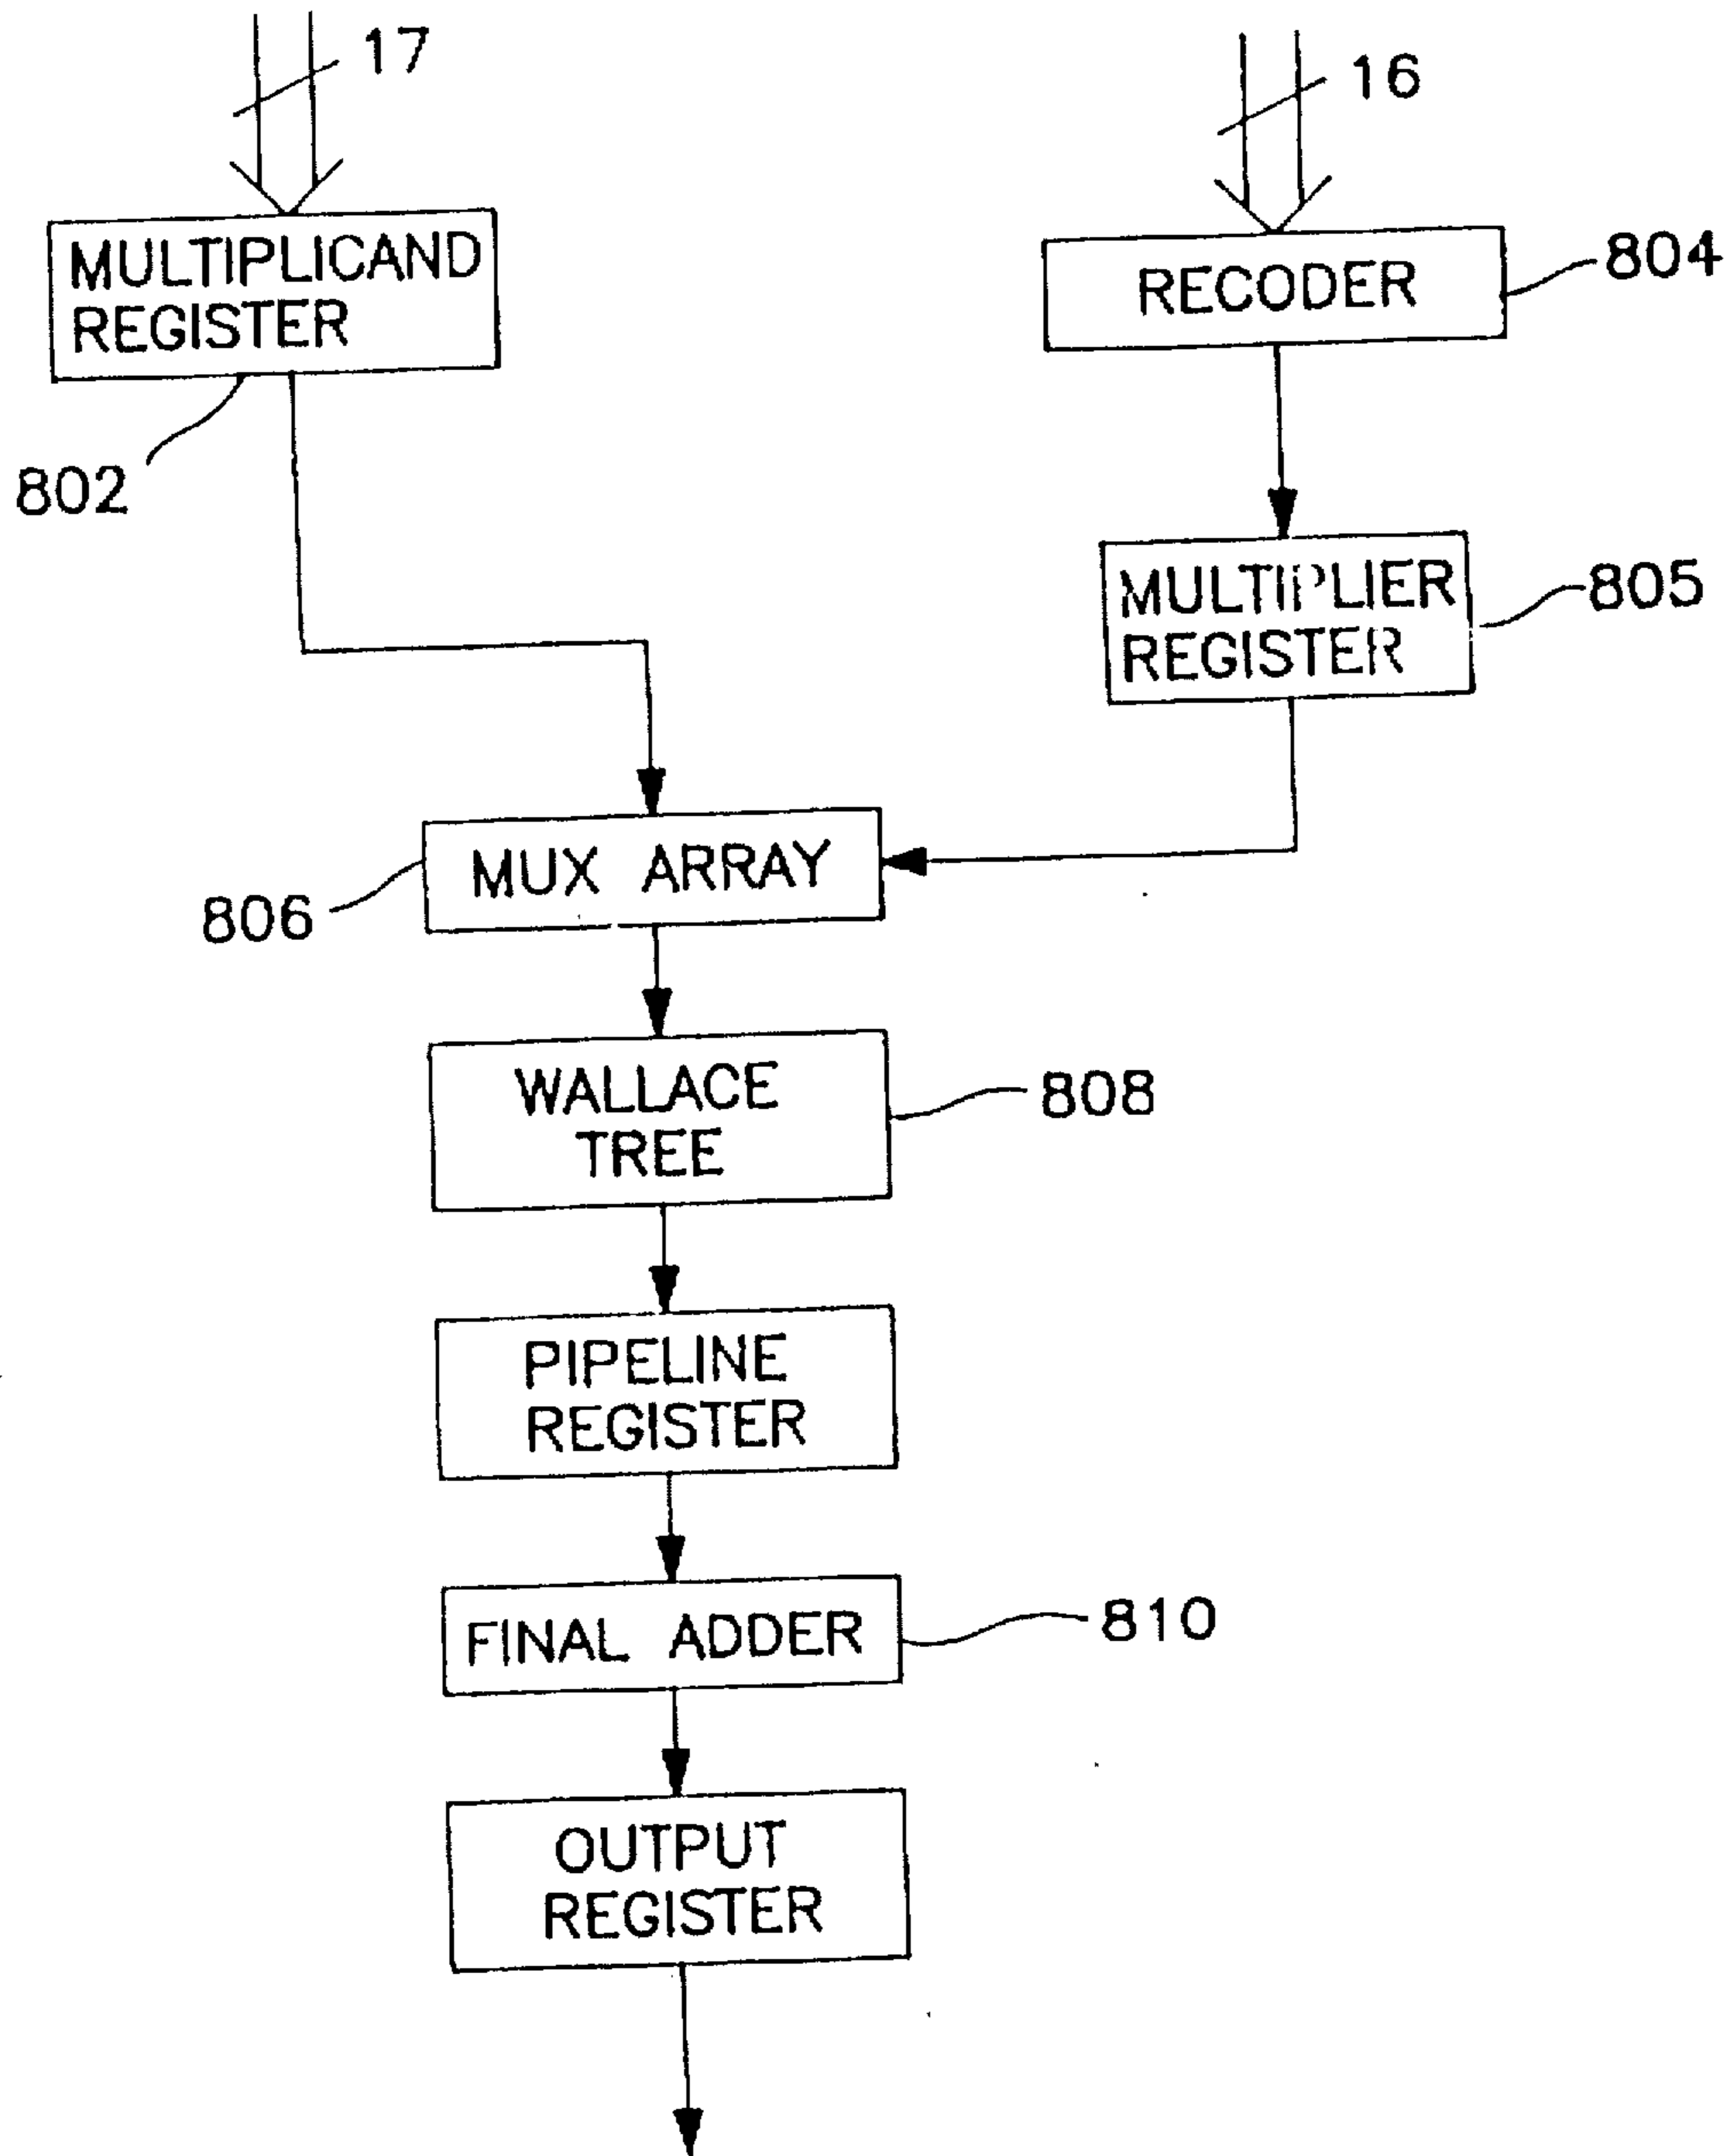 17
16
MULTIPLICAND
REGISTER
802
RECODER
804
MULTIPLIER
REGISTER
805
MUX ARRAY
806
WALLACE
TREE
808
PIPELINE
REGISTER
FINAL ADDER
810
OUTPUT
REGISTER